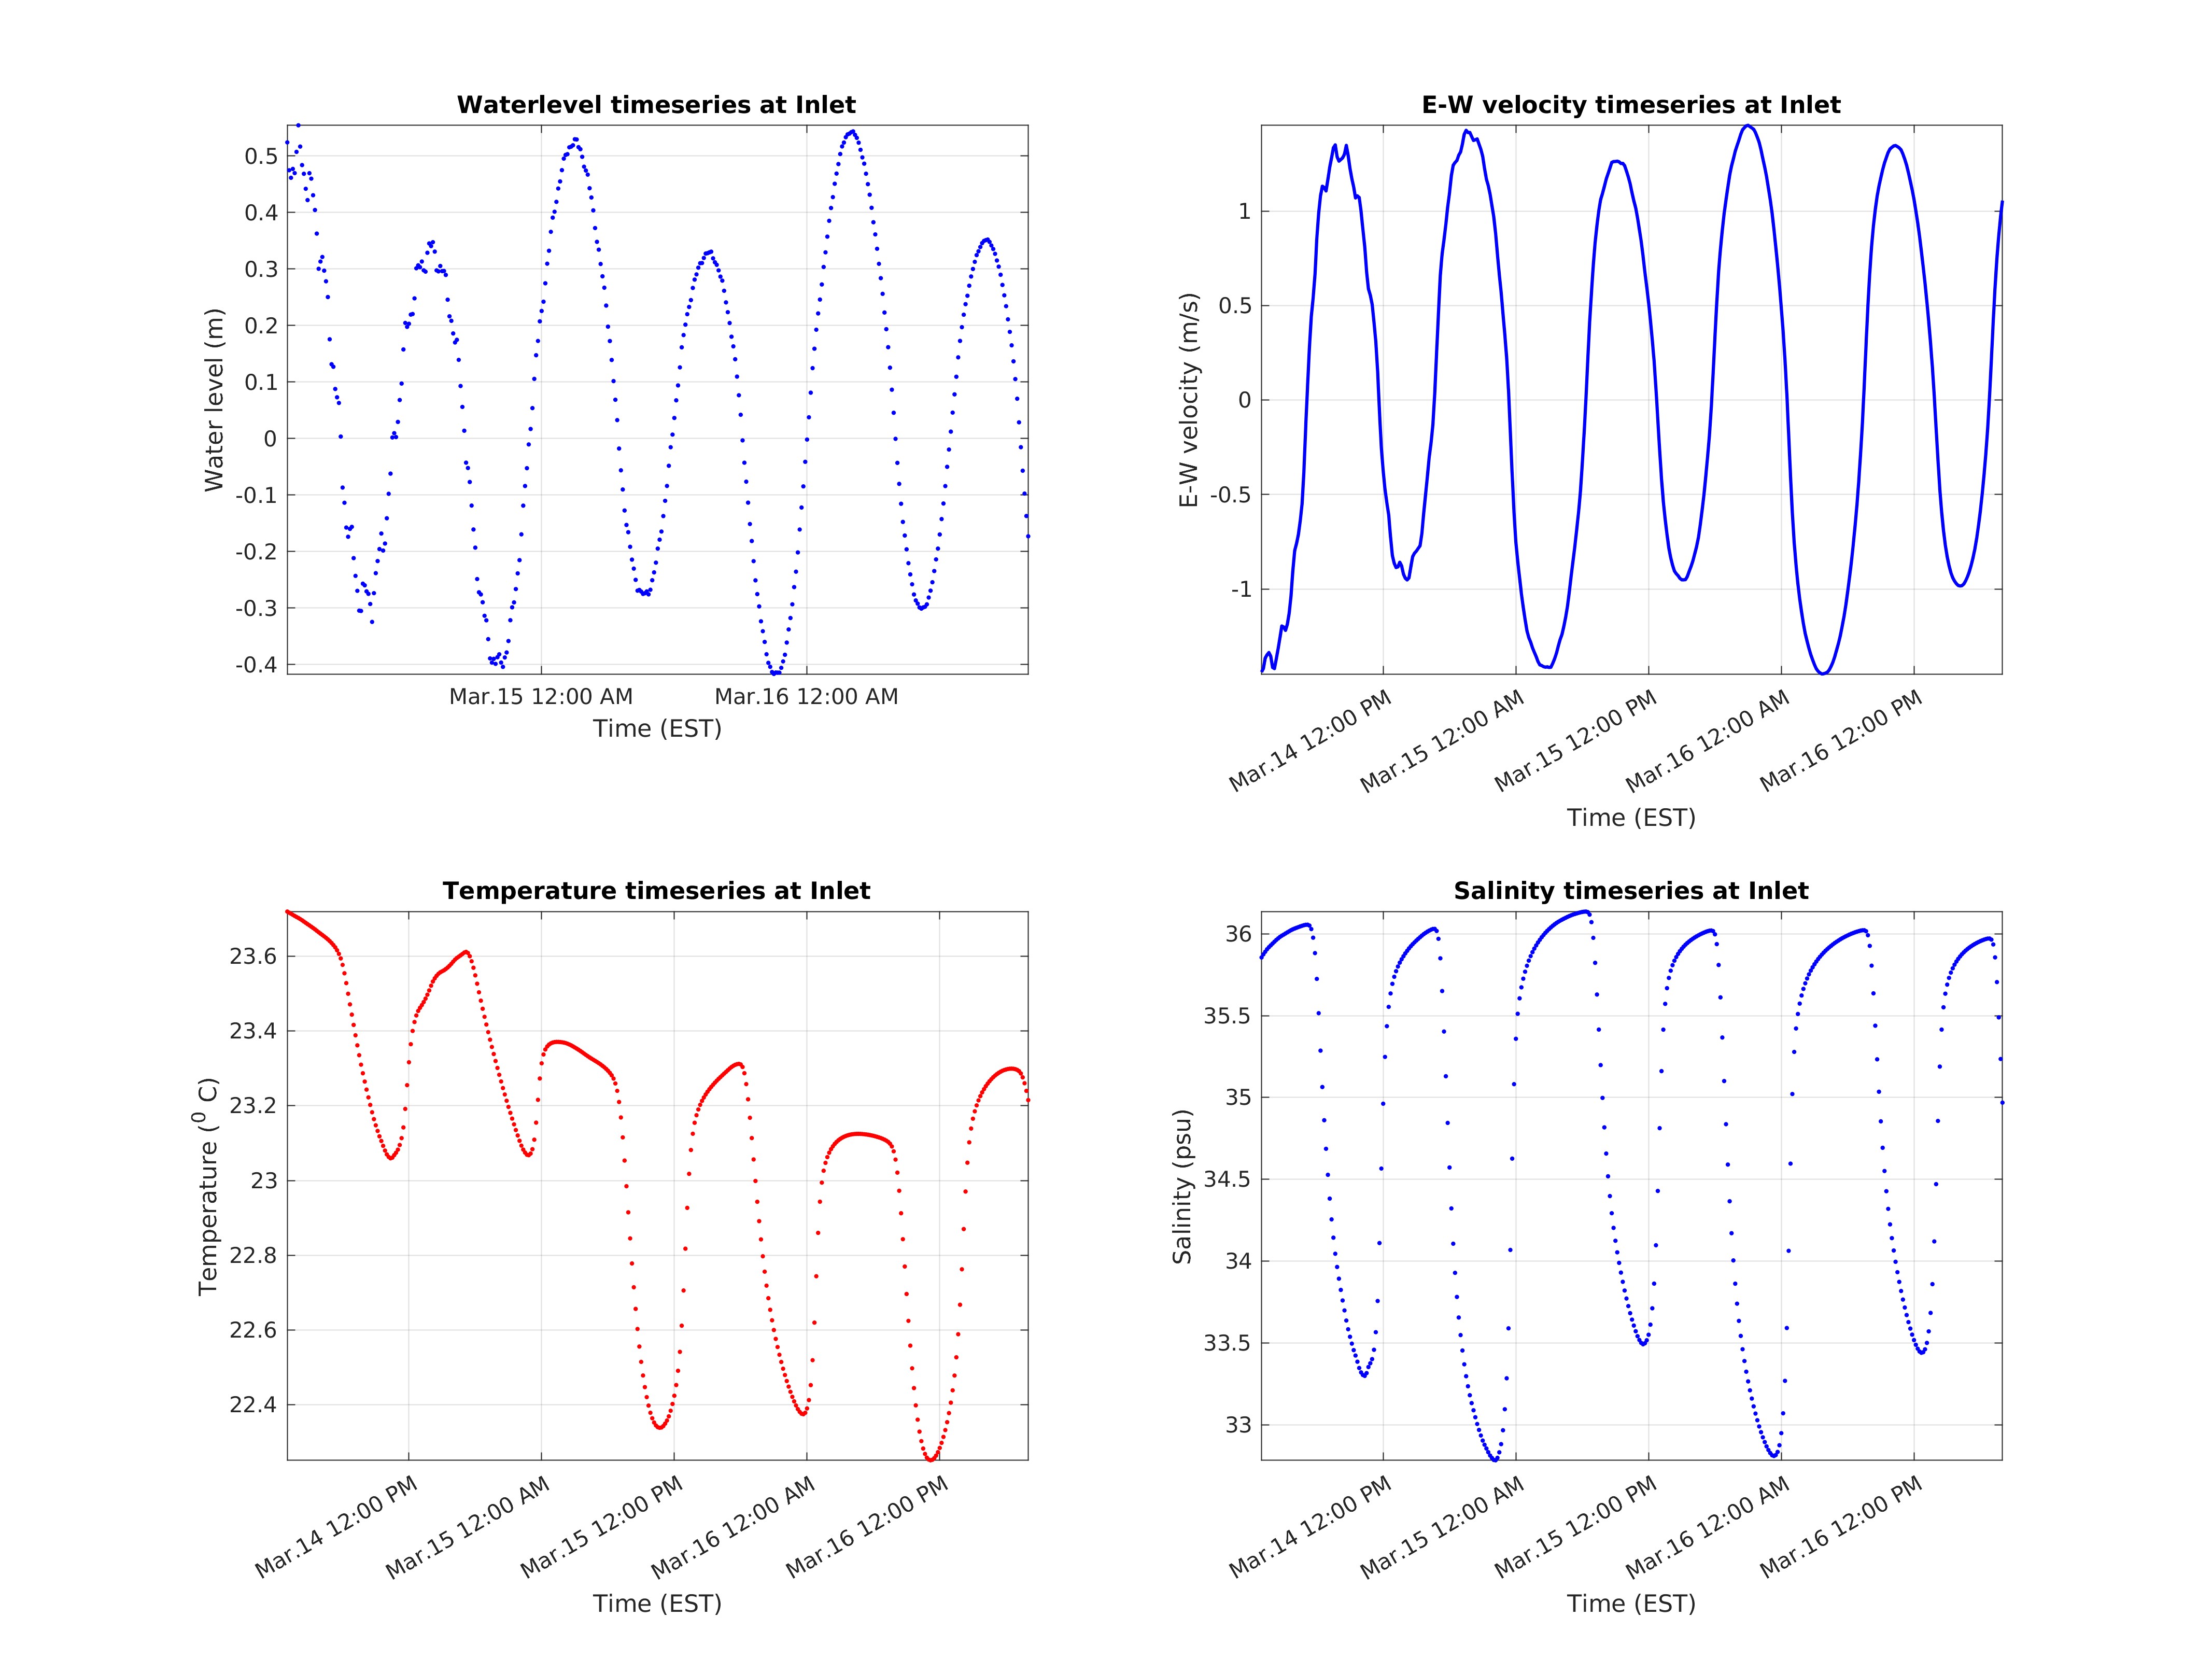 Waterlevel timeseries at Inlet
0.5
0.4
0.3
0.2
0.1
0
-0.1
-0.2
-0.3
-0.4
Water level (m)
Mar.15 12:00 AM
Mar.16 12:00 AM
Time (EST)
E-W velocity timeseries at Inlet
1
0.5
0
-0.5
-1
E-W velocity (m/s)
Mar.14 12:00 PM
Mar.15 12:00 AM
Mar.15 12:00 PM
Mar.16 12:00 AM
Mar.16 12:00 PM
Time (EST)
Temperature timeseries at Inlet
23.6
23.4
23.2
23
22.8
22.6
22.4
Temperature (⁰ C)
Mar.14 12:00 PM
Mar.15 12:00 AM
Mar.15 12:00 PM
Mar.16 12:00 AM
Mar.16 12:00 PM
Time (EST)
Salinity timeseries at Inlet
36
35.5
35
34.5
34
33.5
33
Salinity (psu)
Mar.14 12:00 PM
Mar.15 12:00 AM
Mar.15 12:00 PM
Mar.16 12:00 AM
Mar.16 12:00 PM
Time (EST)